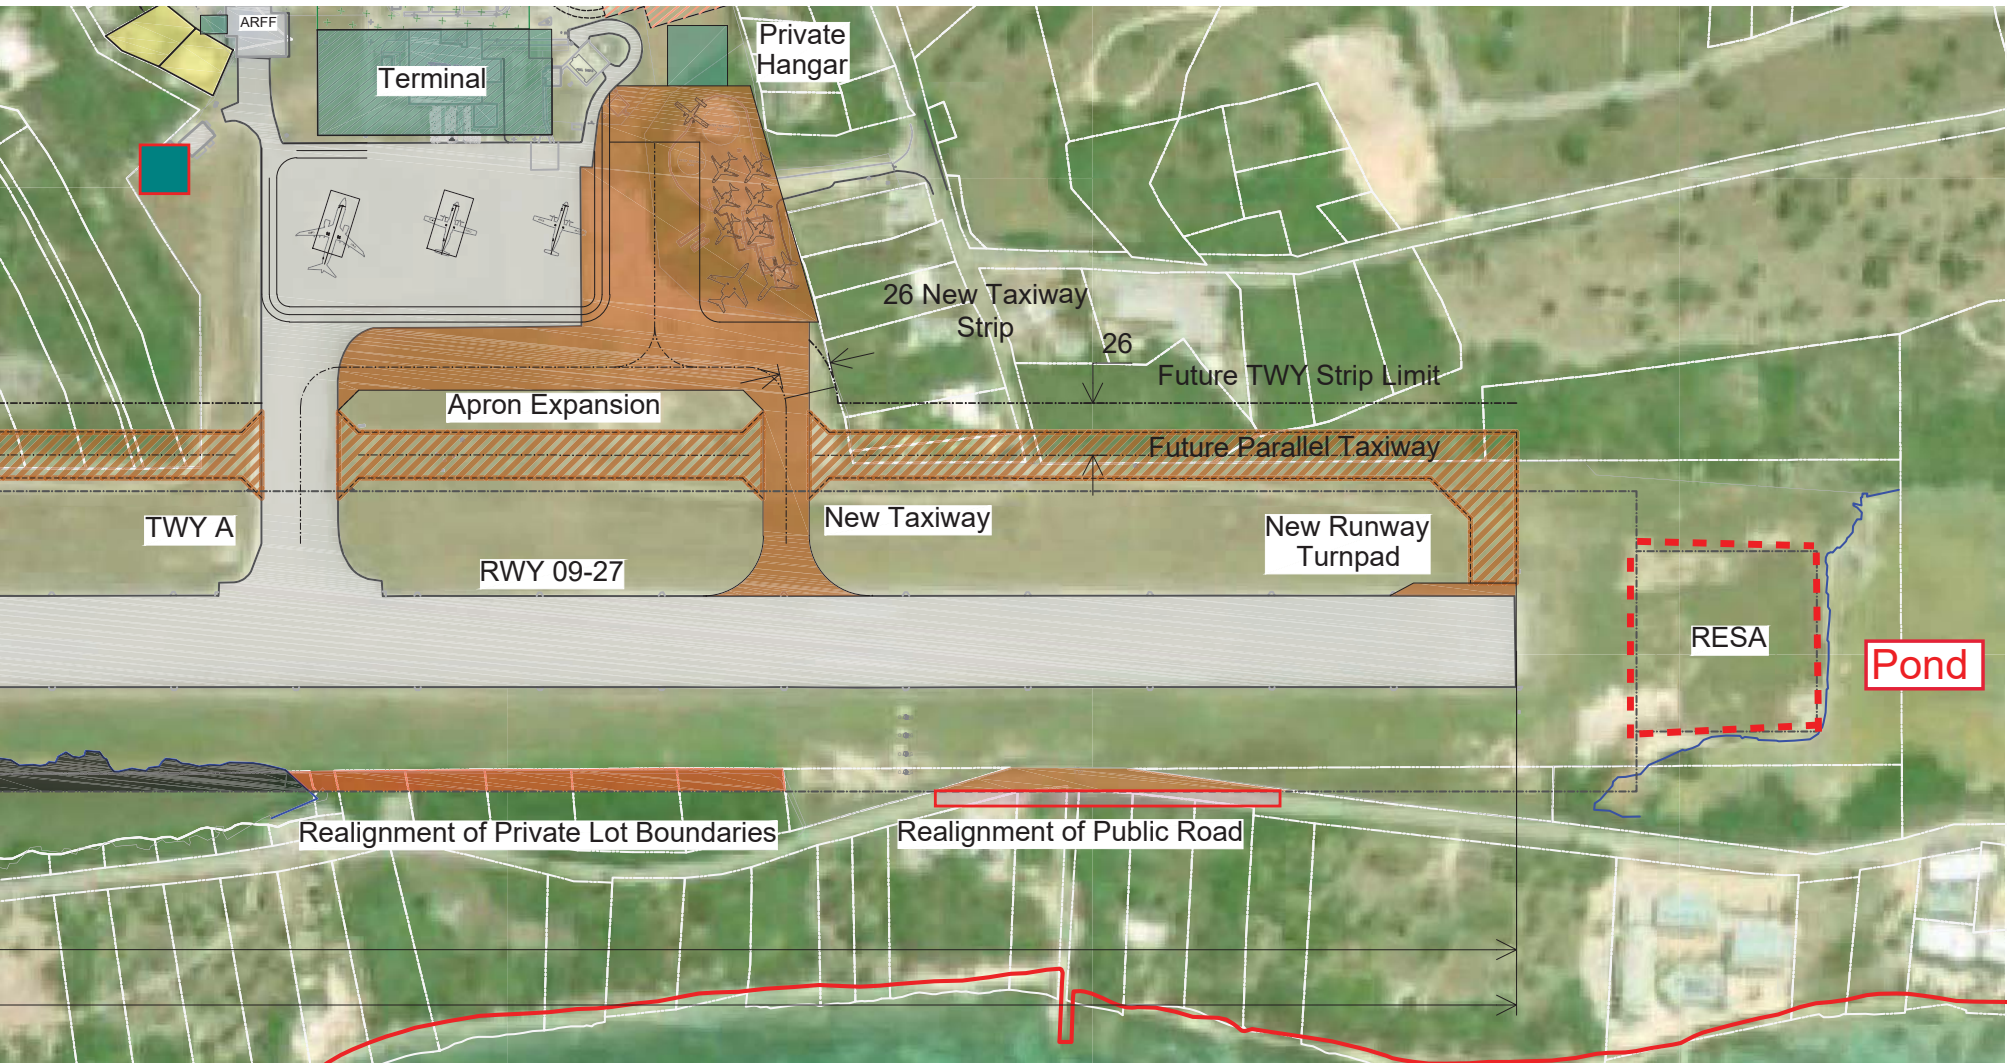 ARFF
Terminal
Private
Hangar
26 New Taxiway
Strip
26
Future TWY Strip Limit
Apron Expansion
Future Parallel Taxiway
TWY A
New Taxiway
New Runway
Turnpad
RWY 09-27
RESA
Pond
Realignment of Private Lot Boundaries
Realignment of Public Road